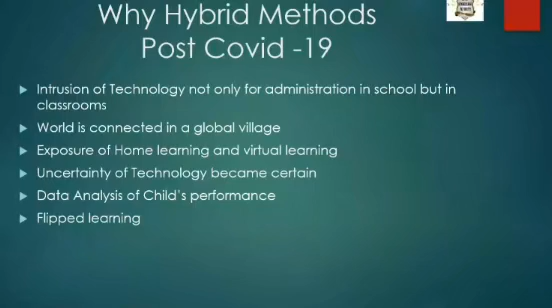 Why Hybrid Methods
Post Covid -19
Intrusion of Technology not only for administration in school but in
classrooms
World is connected in a global village
Exposure of Home learning and virtual learning
Uncertainty of Technology became certain
Data Analysis of Child's performance
Flipped learning